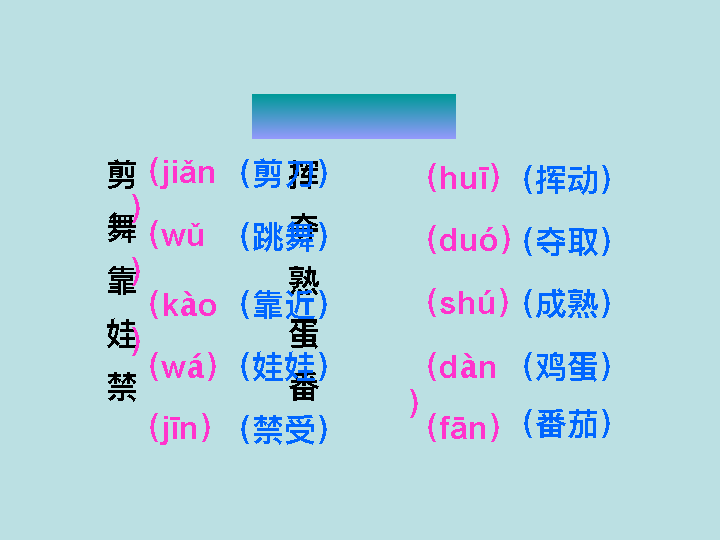 剪（jiǎn）（剪刀） 挥（huī）（挥动）
舞（wǔ）（跳舞） 夺（duó）（夺取）
靠（kào）（靠近） 熟（shú）（成熟）
娃（wá）（娃娃） 蛋（dàn）（鸡蛋）
禁（jīn）（禁受） 番（fān）（番茄）